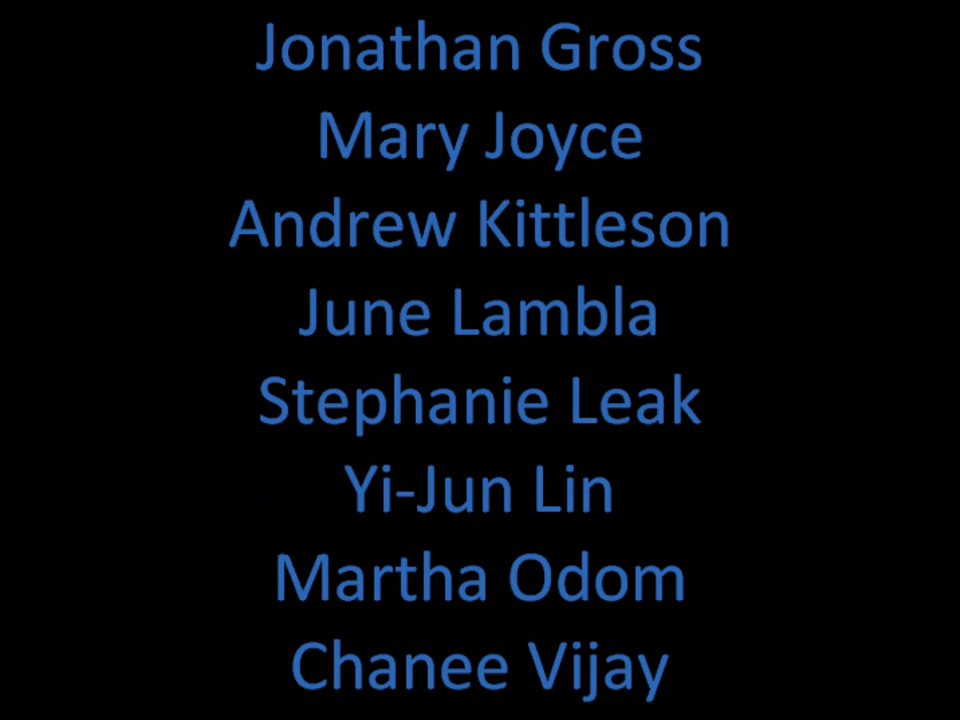 Jonathan Gross
Mary Joyce
Andrew Kittleson
June Lambla
Stephanie Leak
Yi-Jun Lin
Martha Odom
Chanee Vijay